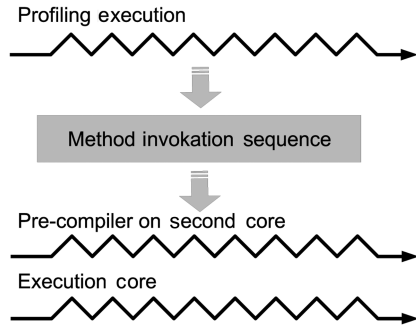 Profiling execution
Method invokation sequence
Pre-compiler on second core
Execution core